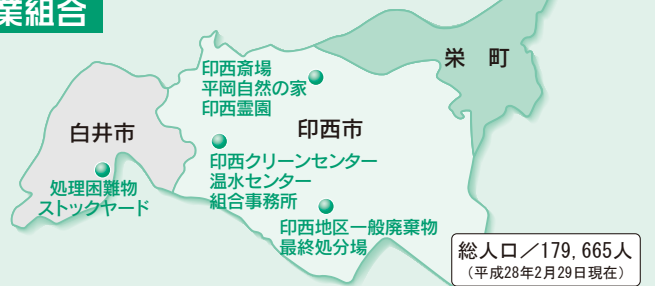 業組合
栄　町
印西斎場
平岡自然の家
印西霊園
印西市
白井市
印西クリーンセンター
温水センター
組合事務所
処理困難物
ストックヤード
印西地区一般廃棄物
最終処分場
総人口／179,665人
（平成28年2月29日現在）